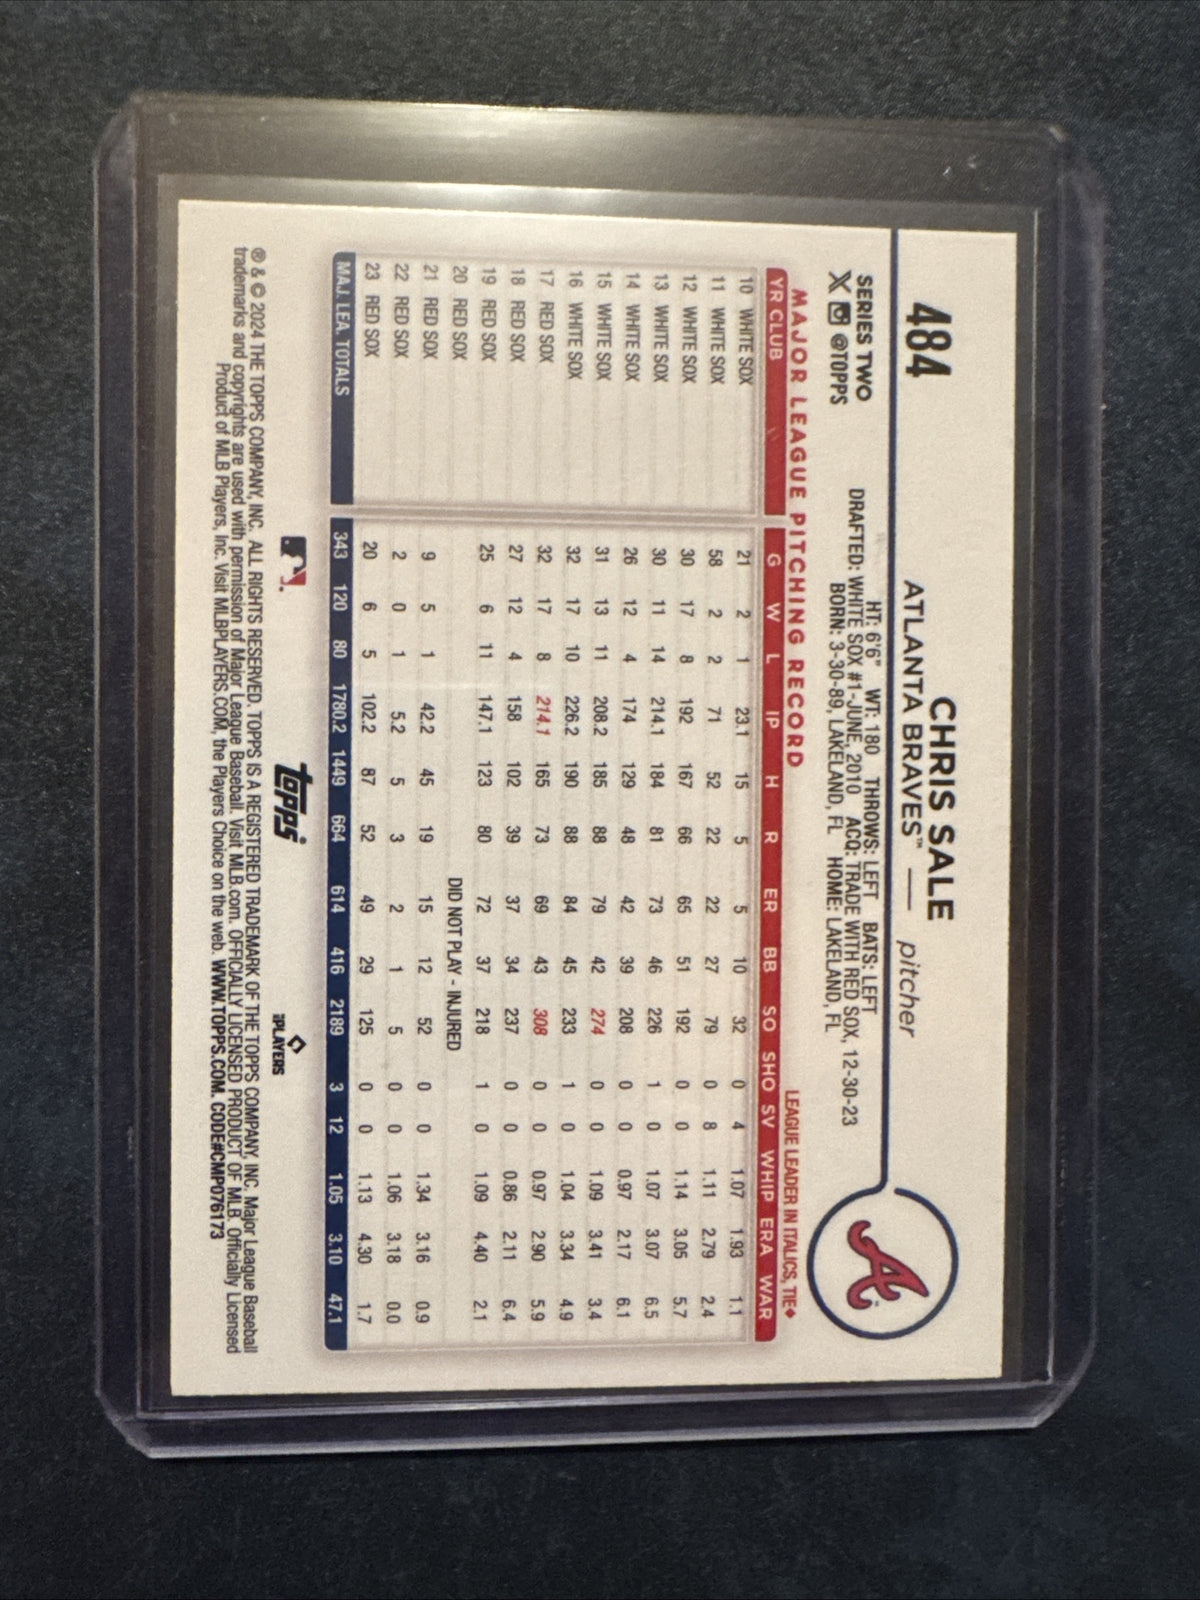 484
CHRIS SALE
ATLANTA BRAVES™ — pitcher
SERIES TWO
@TOPPS
HT: 6'6" WT: 180 THROWS: LEFT BATS: LEFT
DRAFTED: WHITE SOX #1-JUNE, 2010 ACQ: TRADE WITH RED SOX, 12-30-23
BORN: 3-30-89, LAKELAND, FL HOME: LAKELAND, FL
A
MAJOR LEAGUE PITCHING RECORD
LEAGUE LEADER IN ITALICS, TIE♦
YR CLUB G W L IP H R ER BB SO SHO SV WHIP ERA WAR
10 WHITE SOX 21 2 1 23.1 15 5 5 10 32 0 4 1.07 1.93 1.1
11 WHITE SOX 58 2 2 71 52 22 22 27 79 0 8 1.11 2.79 2.4
12 WHITE SOX 30 17 8 192 167 66 65 51 192 0 0 1.14 3.05 5.7
13 WHITE SOX 30 11 14 214.1 184 81 73 46 226 1 0 1.07 3.07 6.5
14 WHITE SOX 26 12 4 174 129 48 42 39 208 0 0 0.97 2.17 6.1
15 WHITE SOX 31 13 11 208.2 185 88 79 42 274 0 0 1.09 3.41 3.4
16 WHITE SOX 32 17 10 226.2 190 88 84 45 233 1 0 1.04 3.34 4.9
17 RED SOX 32 17 8 214.1 165 73 69 43 308 0 0 0.97 2.90 5.9
18 RED SOX 27 12 4 158 102 39 37 34 237 0 0 0.86 2.11 6.4
19 RED SOX 25 6 11 147.1 123 80 72 37 218 1 0 1.09 4.40 2.1
20 RED SOX DID NOT PLAY - INJURED
21 RED SOX 9 5 1 42.2 45 19 15 12 52 0 0 1.34 3.16 0.9
22 RED SOX 2 0 1 5.2 5 3 2 1 5 0 0 1.06 3.18 0.0
23 RED SOX 20 6 5 102.2 87 52 49 29 125 0 0 1.13 4.30 1.7
MAJ. LEA. TOTALS 343 120 80 1780.2 1449 664 614 416 2189 3 12 1.05 3.10 47.1
topps
PLAYERS
® & © 2024 THE TOPPS COMPANY, INC. ALL RIGHTS RESERVED. TOPPS IS A REGISTERED TRADEMARK OF THE TOPPS COMPANY, INC. Major League Baseball
trademarks and copyrights are used with permission of Major League Baseball. Visit MLB.com. OFFICIALLY LICENSED PRODUCT OF MLB. Officially Licensed
Product of MLB Players, Inc. Visit MLBPLAYERS.COM, the Players Choice on the web. WWW.TOPPS.COM. CODE#CMP076173